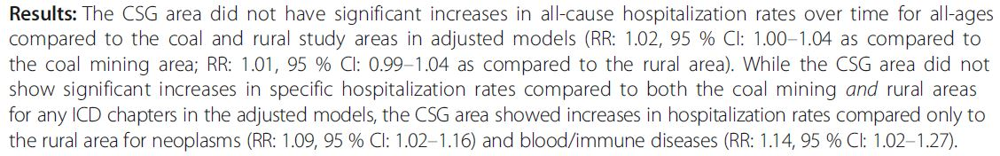 Results: The CSG area did not have significant increases in all-cause hospitalization rates over time for all-ages
compared to the coal and rural study areas in adjusted models (RR: 1.02, 95 % CI: 1.00–1.04 as compared to
the coal mining area; RR: 1.01, 95 % CI: 0.99–1.04 as compared to the rural area). While the CSG area did not
show significant increases in specific hospitalization rates compared to both the coal mining and rural areas
for any ICD chapters in the adjusted models, the CSG area showed increases in hospitalization rates compared only to
the rural area for neoplasms (RR: 1.09, 95 % CI: 1.02–1.16) and blood/immune diseases (RR: 1.14, 95 % CI: 1.02–1.27).